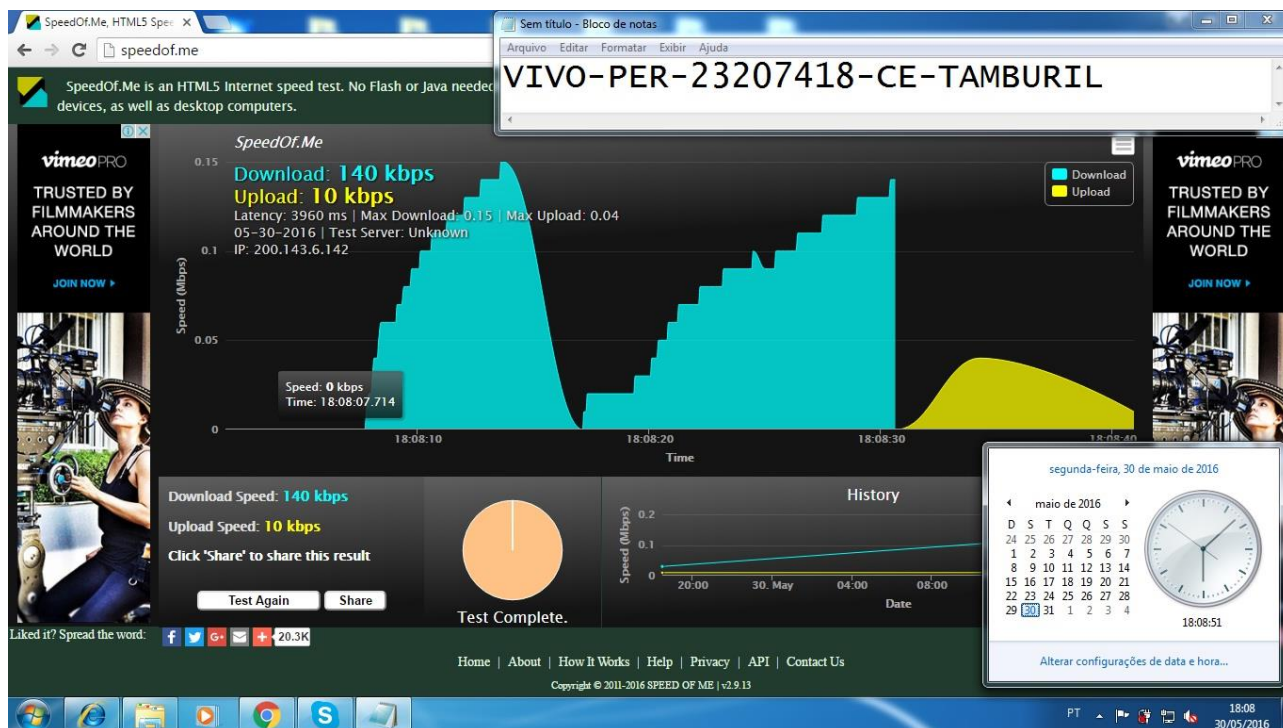 SpeedOf.Me, HTML5 Spee
speedof.me
Sem título - Bloco de notas
Arquivo Editar Formatar Exibir Ajuda
VIVO-PER-23207418-CE-TAMBURIL
SpeedOf.Me is an HTML5 Internet speed test. No Flash or Java needed
devices, as well as desktop computers.
vimeo PRO
TRUSTED BY
FILMMAKERS
AROUND THE
WORLD
JOIN NOW
SpeedOf.Me
Download: 140 kbps
Upload: 10 kbps
Latency: 3960 ms | Max Download: 0.15 | Max Upload: 0.04
05-30-2016 | Test Server: Unknown
IP: 200.143.6.142
Download
Upload
Speed (Mbps)
0.15
0.1
0.05
0
Speed: 0 kbps
Time: 18:08:07.714
18:08:10 18:08:20 18:08:30 18:08:40
Time
vimeo PRO
TRUSTED BY
FILMMAKERS
AROUND THE
WORLD
JOIN NOW
Download Speed: 140 kbps
Upload Speed: 10 kbps
Click 'Share' to share this result
Test Again Share
Test Complete.
History
Speed (Mbps)
0.2
0.1
0
20:00 30. May 04:00 08:00
Date
segunda-feira, 30 de maio de 2016
maio de 2016
D S T Q Q S S
24 25 26 27 28 29 30
1 2 3 4 5 6 7
8 9 10 11 12 13 14
15 16 17 18 19 20 21
22 23 24 25 26 27 28
29 30 31 1 2 3 4
18:08:51
Alterar configurações de data e hora...
Liked it? Spread the word:
20.3K
Home | About | How It Works | Help | Privacy | API | Contact Us
Copyright © 2011-2016 SPEED OF ME | v2.9.13
PT
18:08
30/05/2016